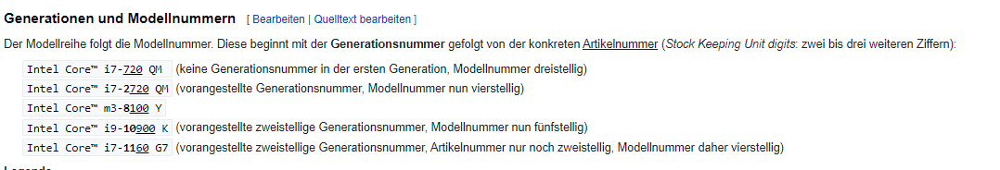 Generationen und Modellnummern [ Bearbeiten | Quelltext bearbeiten ]
Der Modellreihe folgt die Modellnummer. Diese beginnt mit der Generationsnummer gefolgt von der konkreten Artikelnummer (Stock Keeping Unit digits: zwei bis drei weiteren Ziffern):
Intel Core™ i7-720 QM (keine Generationsnummer in der ersten Generation, Modellnummer dreistellig)
Intel Core™ i7-2720 QM (vorangestellte Generationsnummer, Modellnummer nun vierstellig)
Intel Core™ m3-8100 Y
Intel Core™ i9-10900 K (vorangestellte zweistellige Generationsnummer, Modellnummer nun fünfstellig)
Intel Core™ i7-1160 G7 (vorangestellte zweistellige Generationsnummer, Artikelnummer nur noch zweistellig, Modellnummer daher vierstellig)